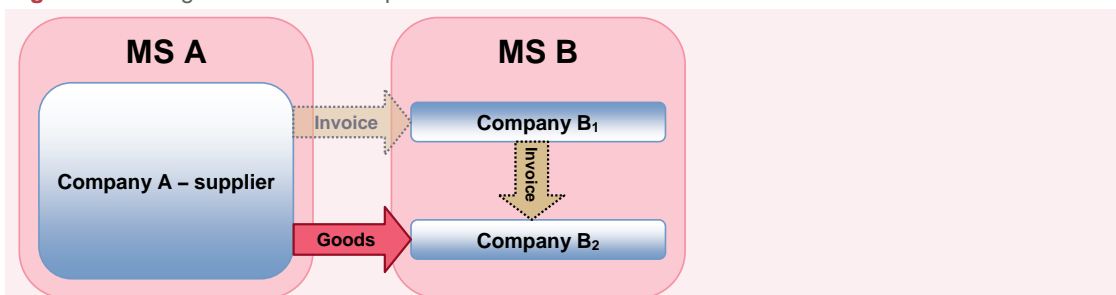 MS A
MS B
Invoice
Company B1
Company A – supplier
Invoice
Goods
Company B2